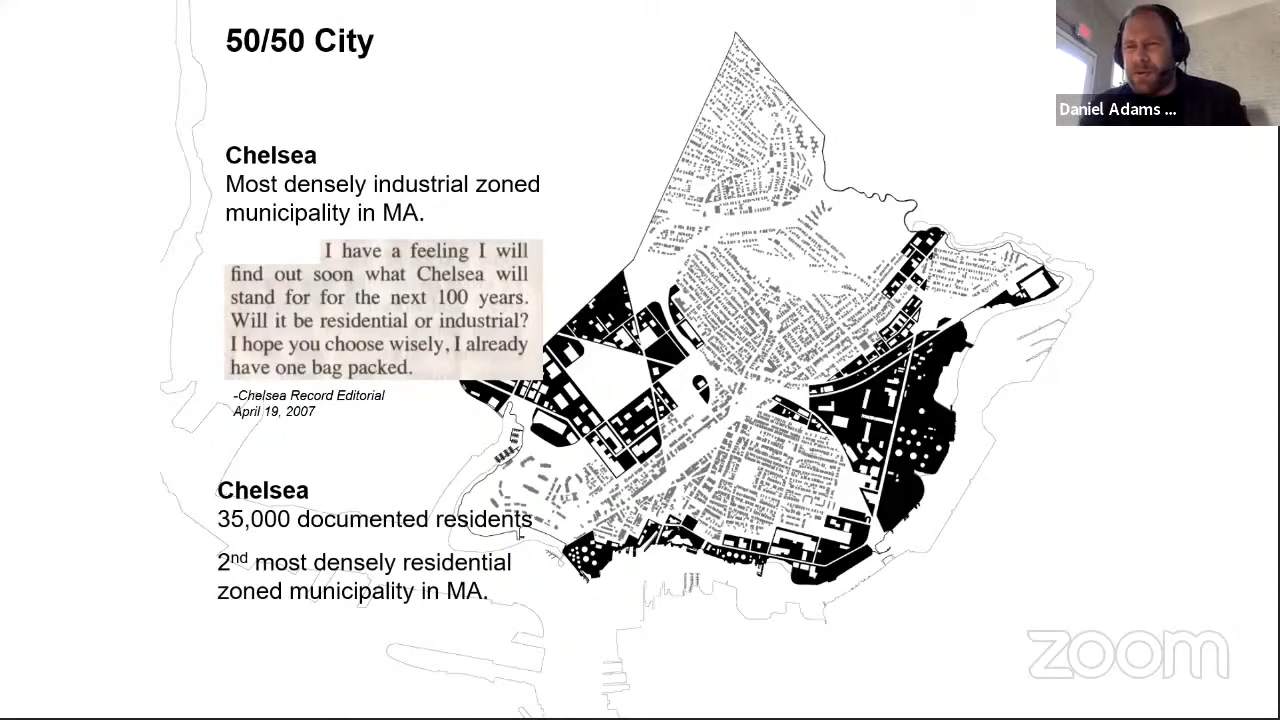 50/50 City
Chelsea
Most densely industrial zoned
municipality in MA.
I have a feeling I will
find out soon what Chelsea will
stand for for the next 100 years.
Will it be residential or industrial?
I hope you choose wisely, I already
have one bag packed.
-Chelsea Record Editorial
April 19, 2007
Chelsea
35,000 documented residents
2nd most densely residential
zoned municipality in MA.
Daniel Adams ...
zoom